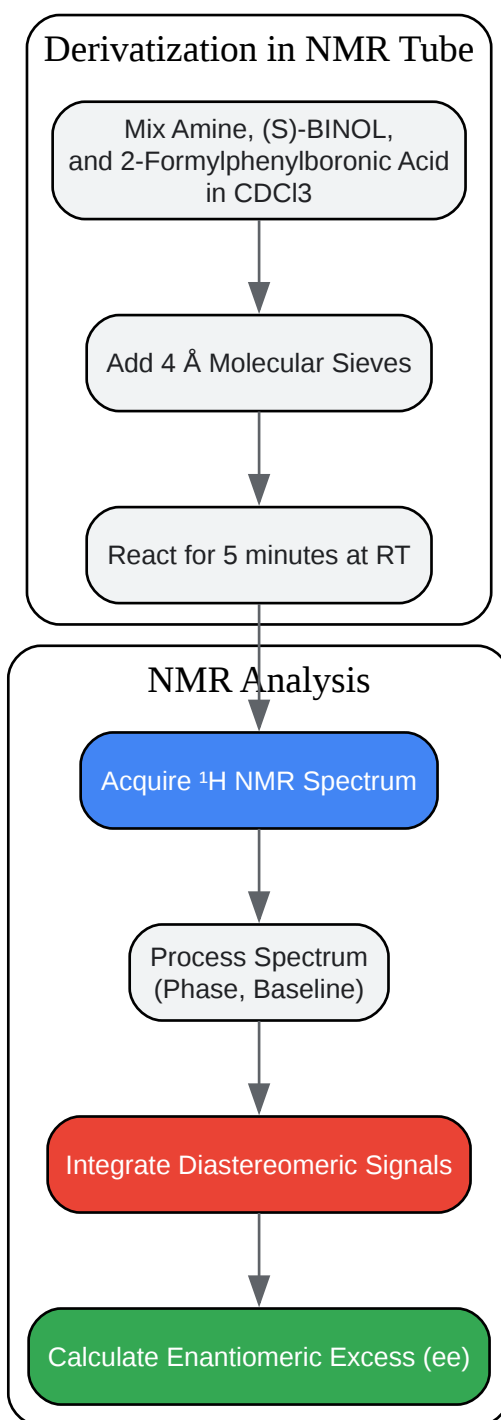 Derivatization in NMR Tube
Mix Amine, (S)-BINOL,
and 2-Formylphenylboronic Acid
in CDCl3
Add 4 Å Molecular Sieves
React for 5 minutes at RT
NMR Analysis
Acquire ¹H NMR Spectrum
Process Spectrum
(Phase, Baseline)
Integrate Diastereomeric Signals
Calculate Enantiomeric Excess (ee)